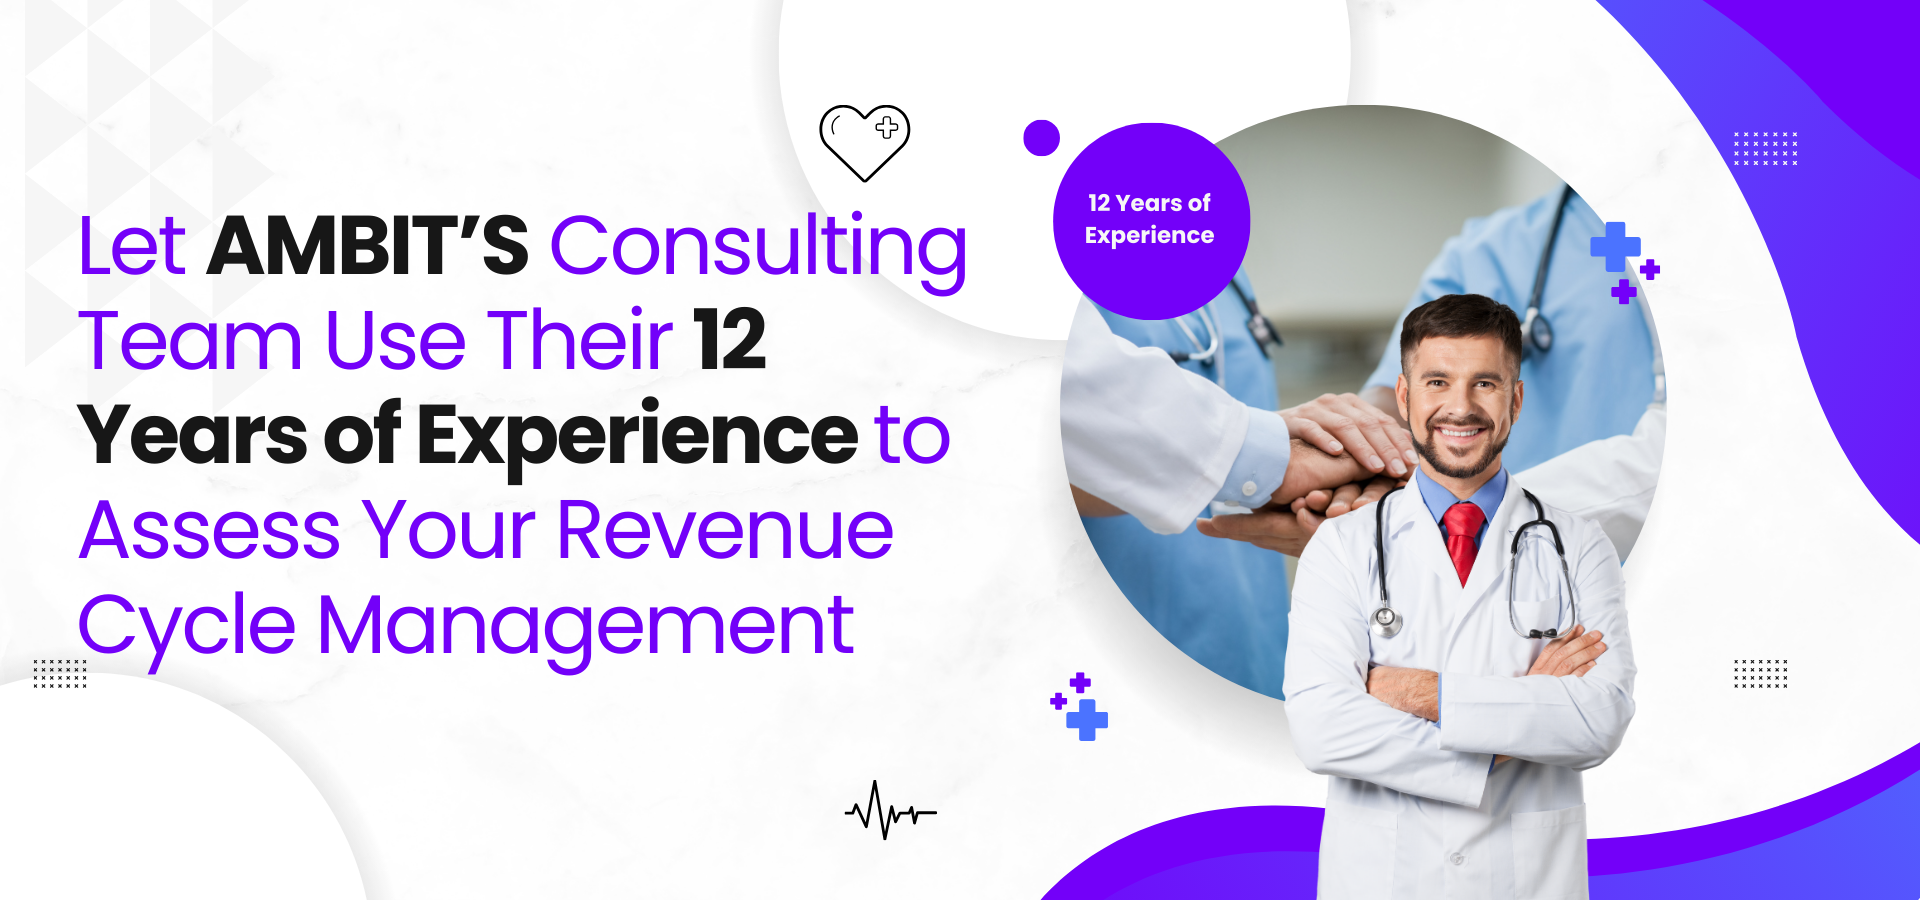 Let AMBIT’S Consulting
Team Use Their 12
Years of Experience to
Assess Your Revenue
Cycle Management
12 Years of
Experience